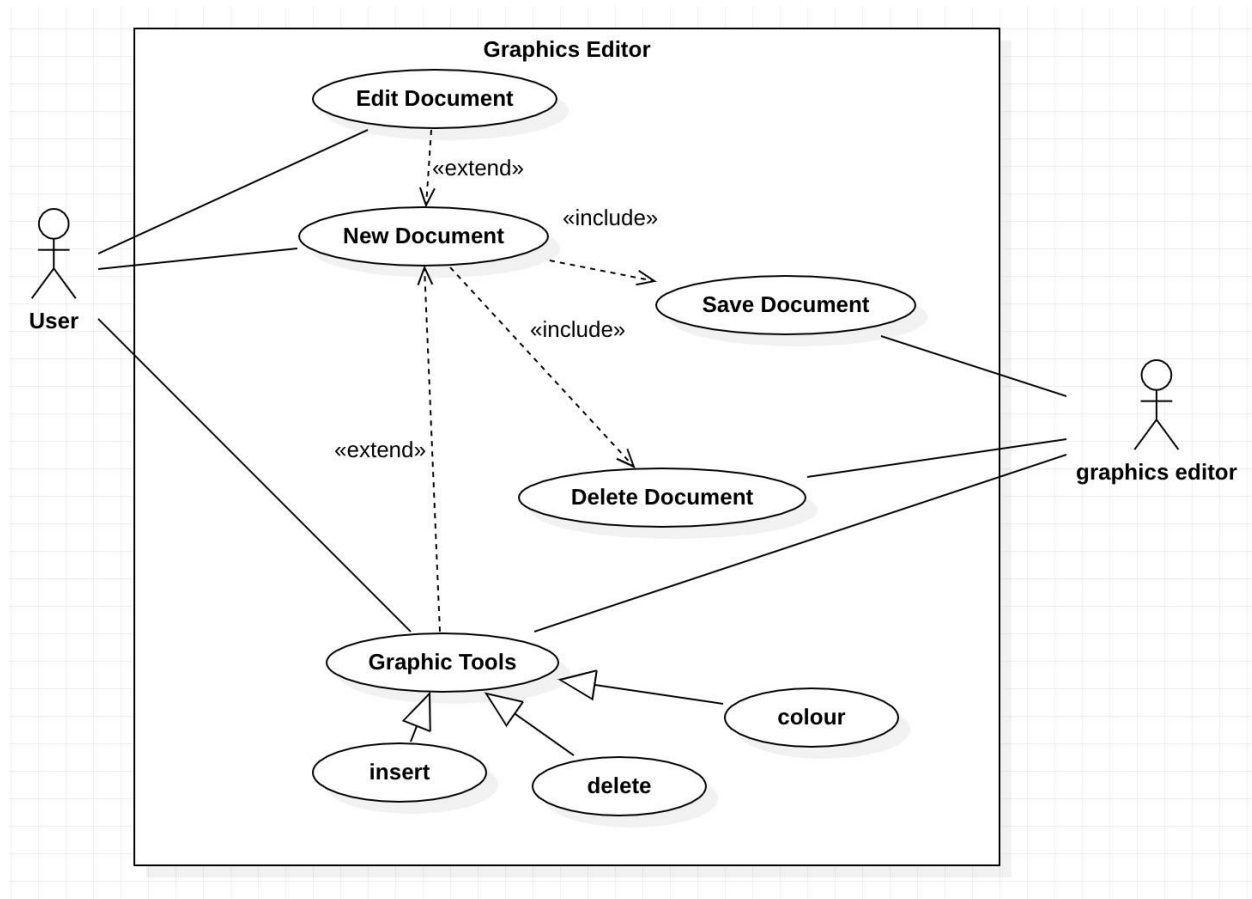 Graphics Editor
Edit Document
«extend»
New Document
«include»
Save Document
User
«include»
«extend»
graphics editor
Delete Document
Graphic Tools
colour
insert
delete